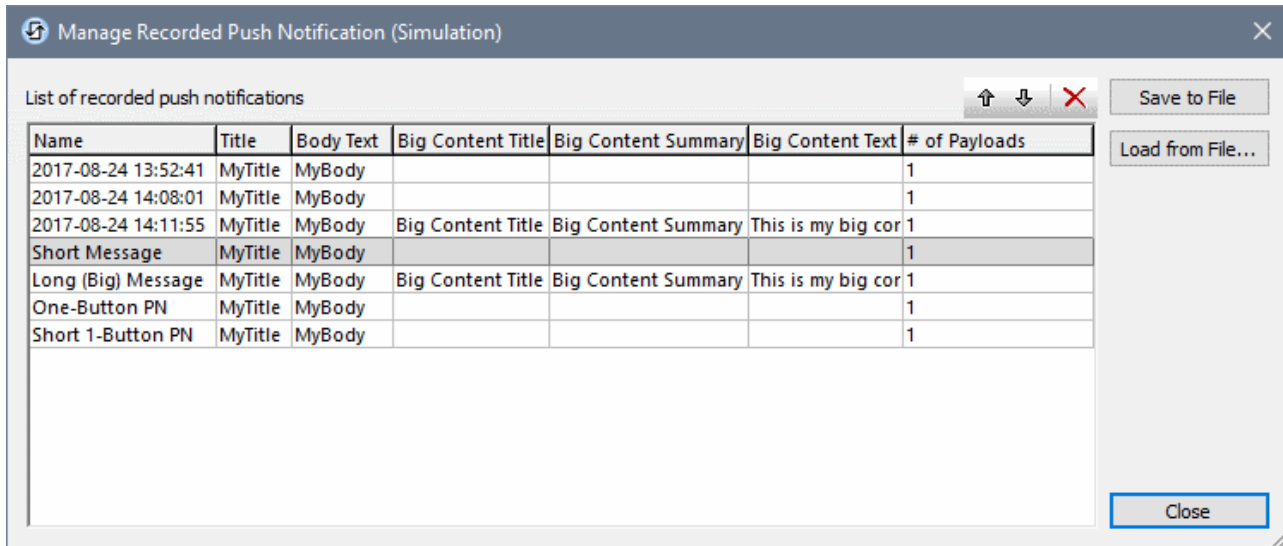 Manage Recorded Push Notification (Simulation)
List of recorded push notifications
Save to File
Load from File...
Name Title Body Text Big Content Title Big Content Summary Big Content Text # of Payloads
2017-08-24 13:52:41 MyTitle MyBody 1
2017-08-24 14:08:01 MyTitle MyBody 1
2017-08-24 14:11:55 MyTitle MyBody Big Content Title Big Content Summary This is my big cor 1
Short Message MyTitle MyBody 1
Long (Big) Message MyTitle MyBody Big Content Title Big Content Summary This is my big cor 1
One-Button PN MyTitle MyBody 1
Short 1-Button PN MyTitle MyBody 1
Close